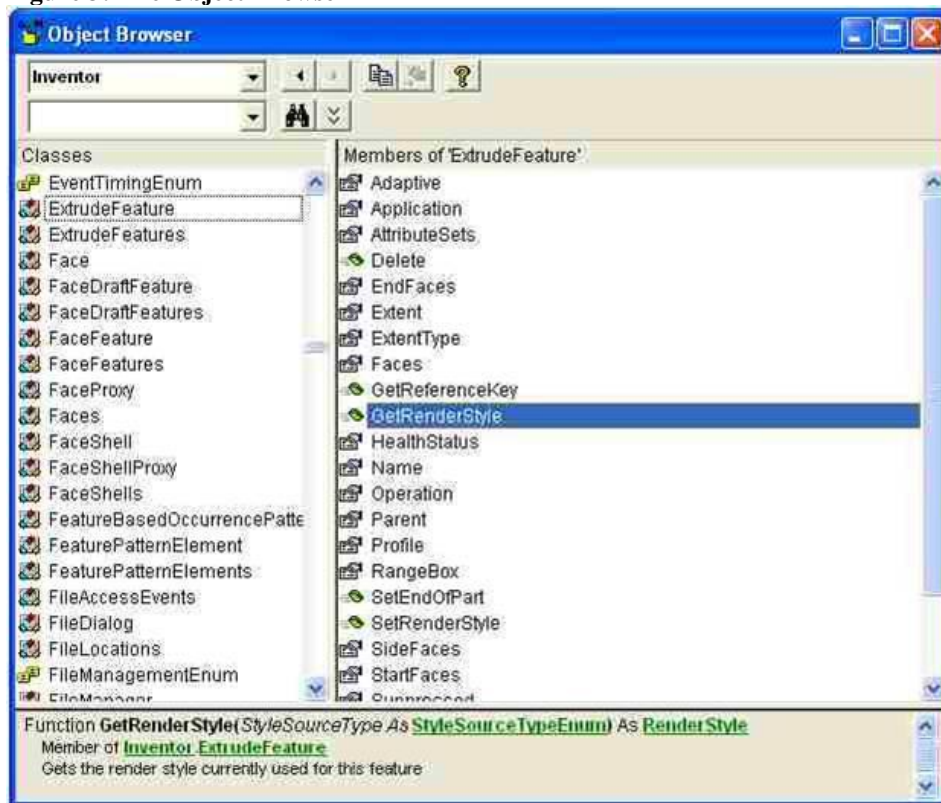 Object Browser
Inventor
Classes
Members of 'ExtrudeFeature'
EventTimingEnum
ExtrudeFeature
ExtrudeFeatures
Face
FaceDraftFeature
FaceDraftFeatures
FaceFeature
FaceFeatures
FaceProxy
Faces
FaceShell
FaceShellProxy
FaceShells
FeatureBasedOccurrencePatte
FeaturePatternElement
FeaturePatternElements
FileAccessEvents
FileDialog
FileLocations
FileManagementEnum
FileManager
Adaptive
Application
AttributeSets
Delete
EndFaces
Extent
ExtentType
Faces
GetReferenceKey
GetRenderStyle
HealthStatus
Name
Operation
Parent
Profile
RangeBox
SetEndOfPart
SetRenderStyle
SideFaces
StartFaces
Suppressed
Function GetRenderStyle(StyleSourceType As StyleSourceTypeEnum) As RenderStyle
Member of Inventor.ExtrudeFeature
Gets the render style currently used for this feature